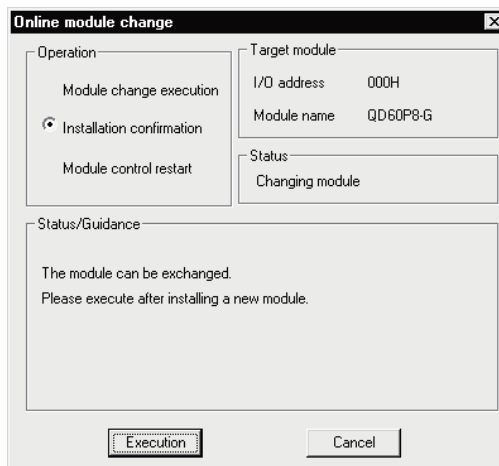 Online module change
Operation
Module change execution
Installation confirmation
Module control restart
Target module
I/O address 000H
Module name QD60P8-G
Status
Changing module
Status/Guidance
The module can be exchanged.
Please execute after installing a new module.
Execution
Cancel